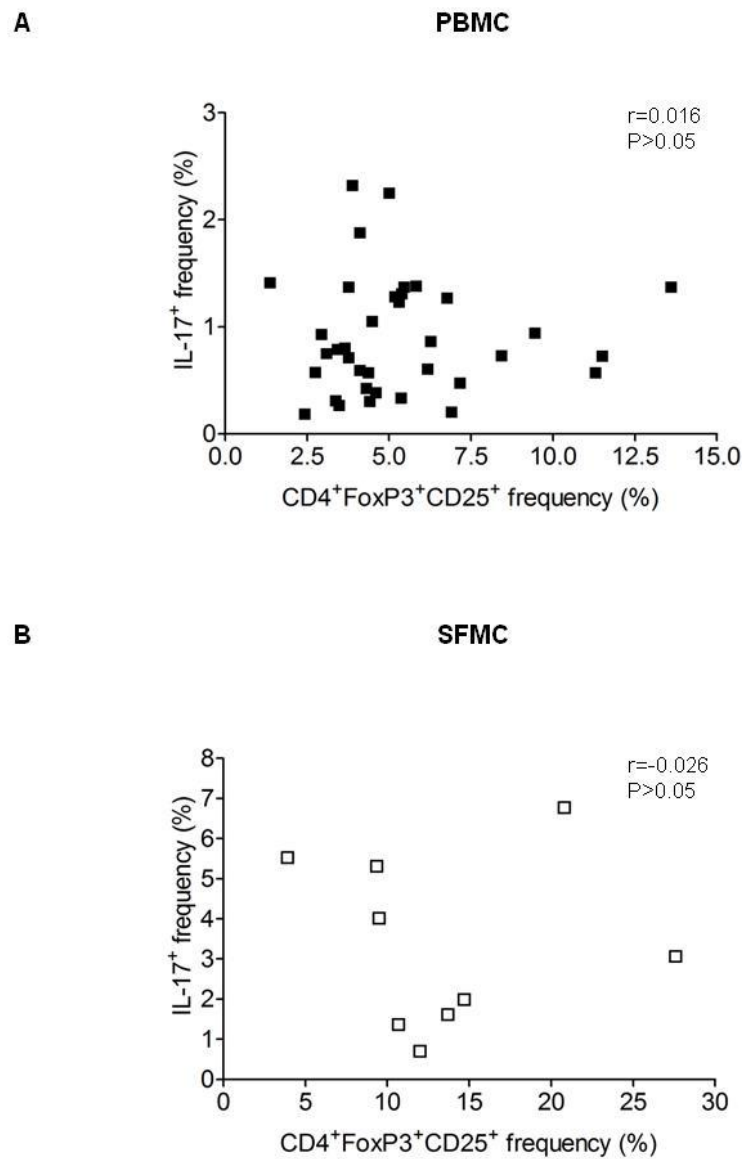 A
PBMC
r=0.016
P>0.05
3
2
1
0
IL-17⁺ frequency (%)
0.0 2.5 5.0 7.5 10.0 12.5 15.0
CD4⁺FoxP3⁺CD25⁺ frequency (%)
B
SFMC
r=-0.026
P>0.05
8
7
6
5
4
3
2
1
0
IL-17⁺ frequency (%)
0 5 10 15 20 25 30
CD4⁺FoxP3⁺CD25⁺ frequency (%)